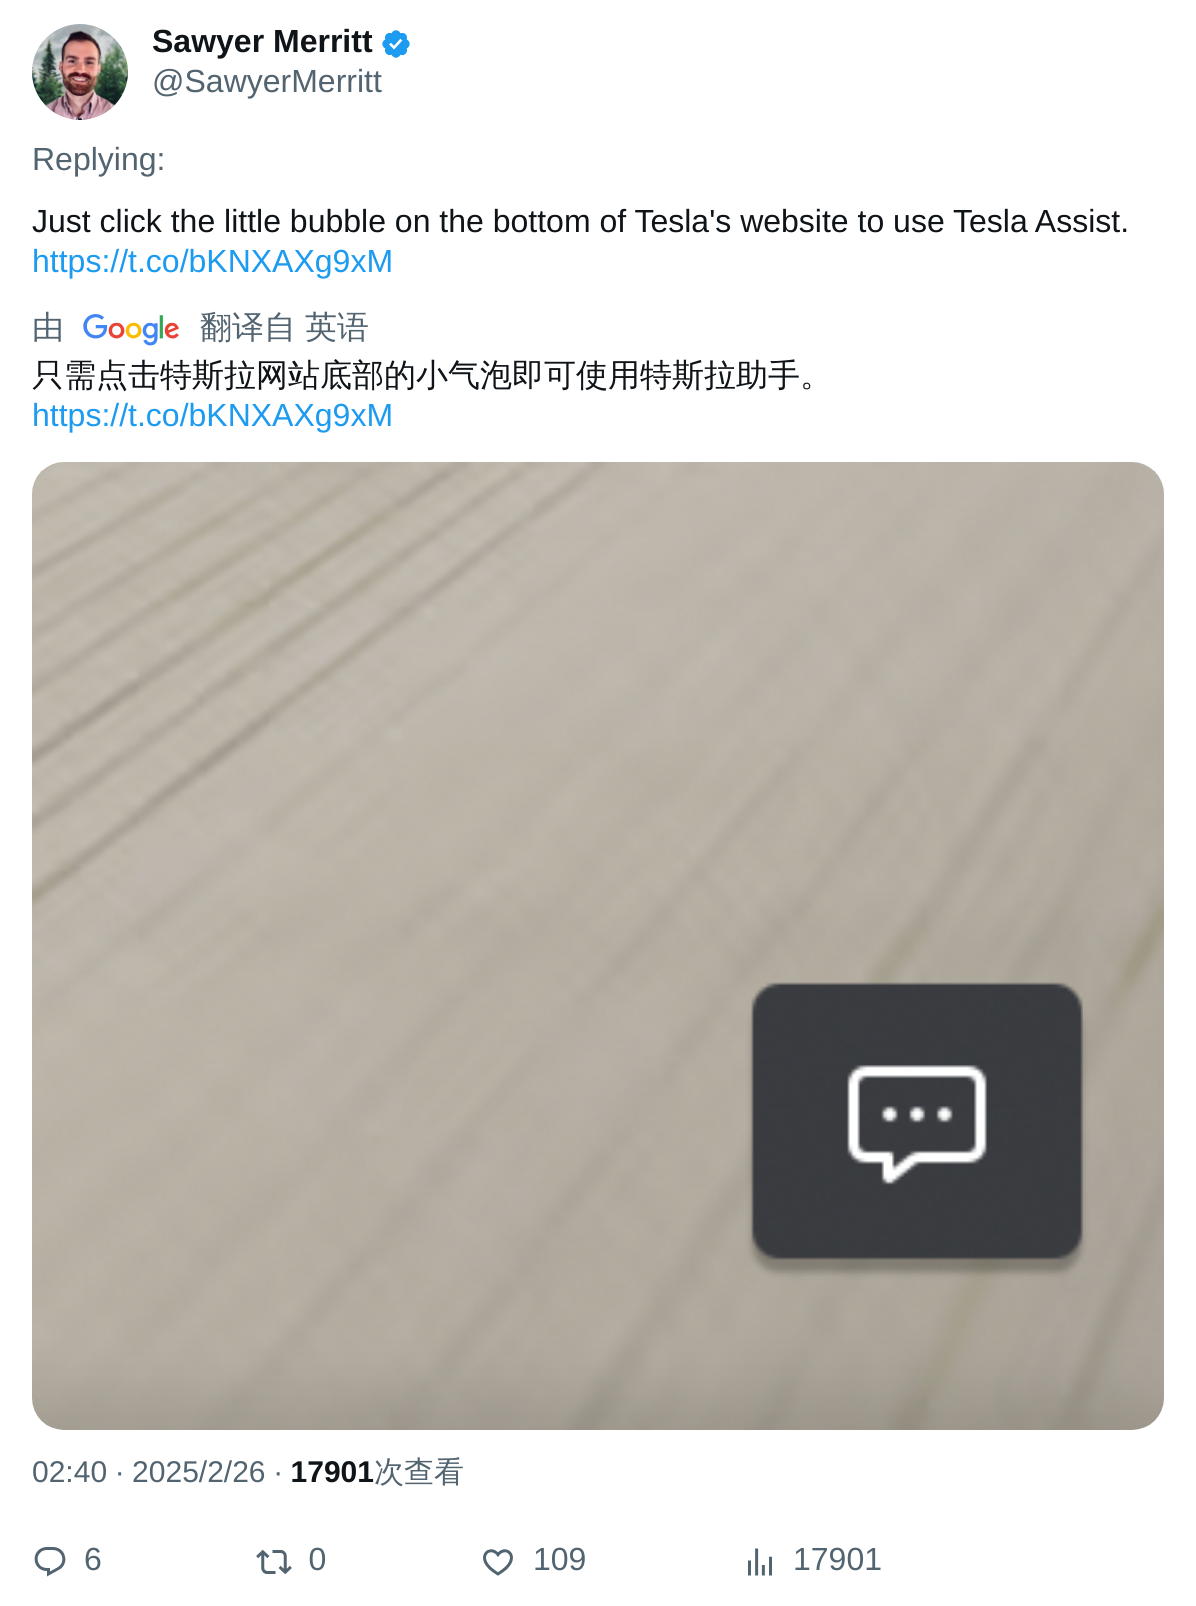 Sawyer Merritt
@SawyerMerritt
Replying:
Just click the little bubble on the bottom of Tesla's website to use Tesla Assist.
https://t.co/bKNXAXg9xM
由 Google 翻译自 英语
只需点击特斯拉网站底部的小气泡即可使用特斯拉助手。
https://t.co/bKNXAXg9xM
02:40 · 2025/2/26 · 17901次查看
6 0 109 17901